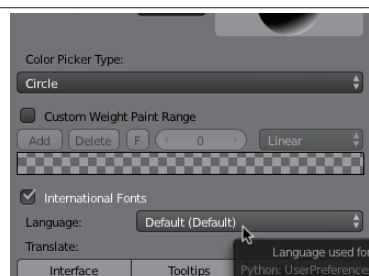 Color Picker Type:
Circle
Custom Weight Paint Range
Add Delete F 0 Linear
International Fonts
Language: Default (Default)
Translate:
Language used for
Interface Tooltips Python: UserPreference